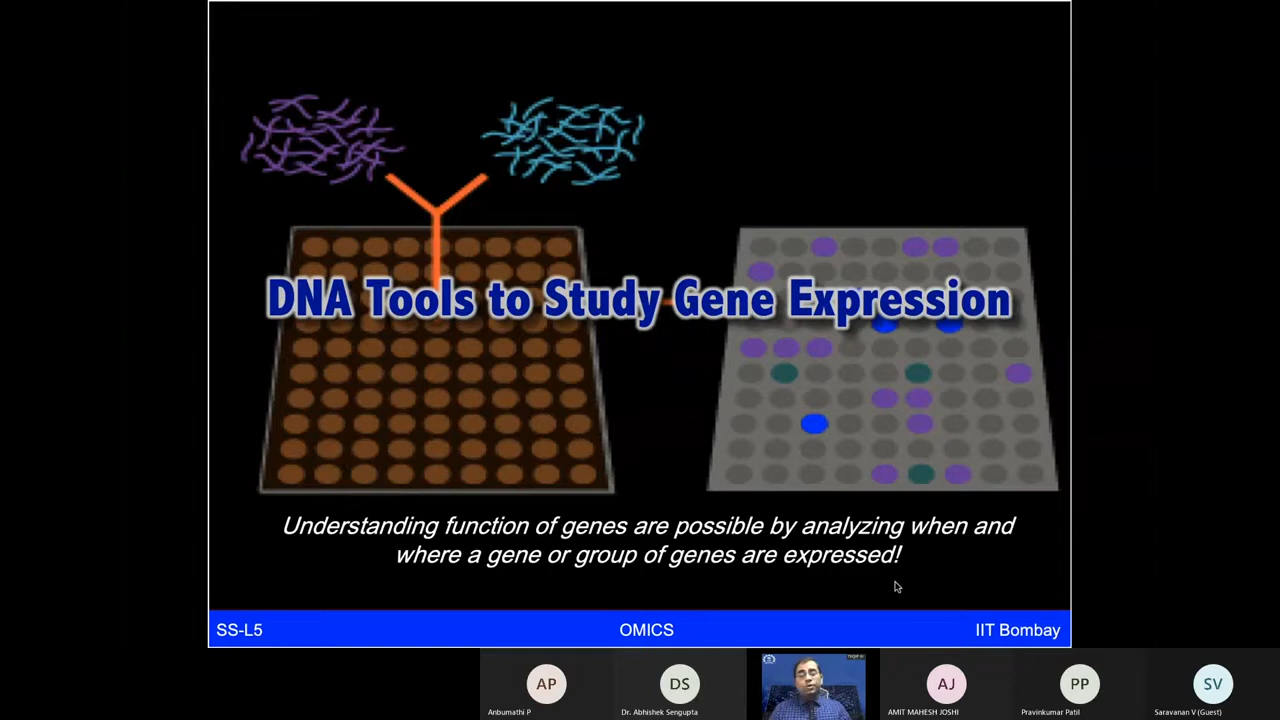 DNA Tools to Study Gene Expression
Understanding function of genes are possible by analyzing when and
where a gene or group of genes are expressed!
SS-L5
OMICS
IIT Bombay
AP
DS
AJ
PP
SV
Anbumathi P
Dr. Abhishek Sengupta
AMIT MAHESH JOSHI
Pravinkumar Patil
Saravanan V (Guest)